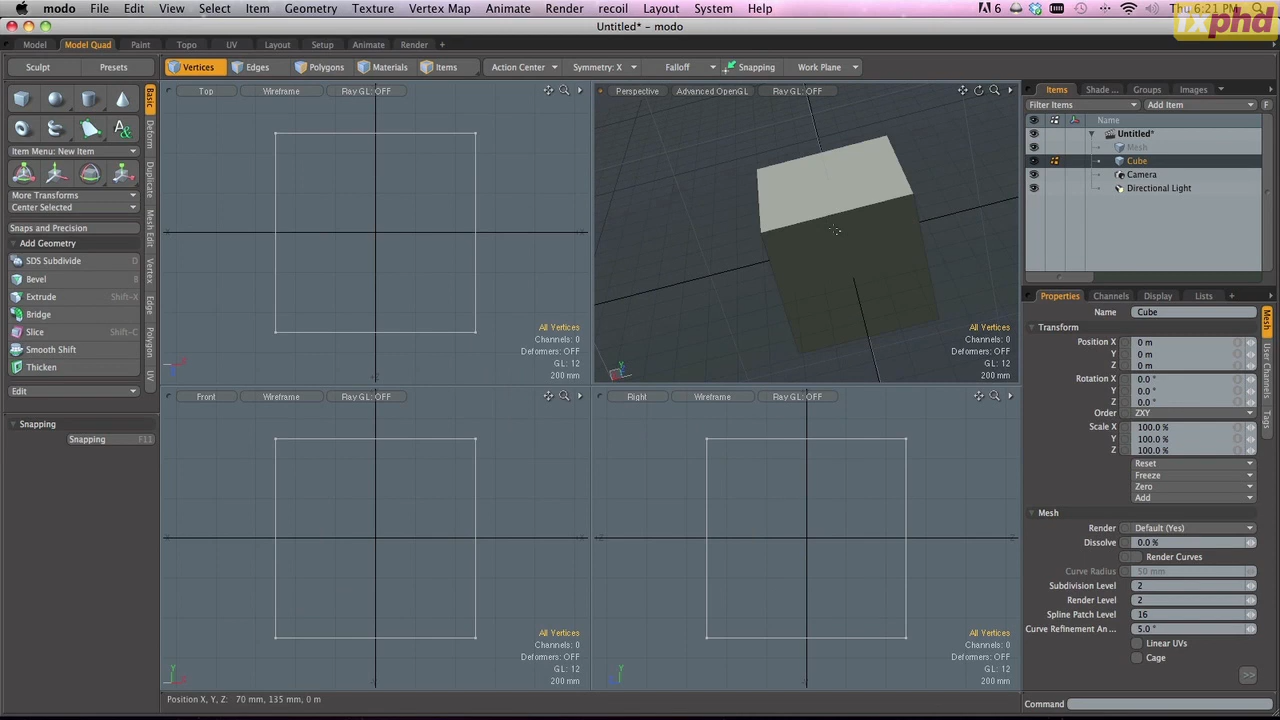 modo File Edit View Select Item Geometry Texture Vertex Map Animate Render recoil Layout System Help 6 Thu PM 6:21
fxphd
Untitled* – modo
Model Model Quad Paint Topo UV Layout Setup Animate Render +
Sculpt Presets Vertices Edges Polygons Materials Items Action Center Symmetry: X Falloff Snapping Work Plane
Basic Deform Duplicate Mesh Edit Vertex Edge Polygon UV
Item Menu: New Item
More Transforms
Center Selected
Snaps and Precision
Add Geometry
SDS Subdivide D
Bevel B
Extrude Shift-X
Bridge
Slice Shift-C
Smooth Shift
Thicken
Edit
Snapping
Snapping F11
Top Wireframe Ray GL: OFF
All Vertices
Channels: 0
Deformers: OFF
GL: 12
200 mm
Perspective Advanced OpenGL Ray GL: OFF
All Vertices
Channels: 0
Deformers: OFF
GL: 12
200 mm
Front Wireframe Ray GL: OFF
All Vertices
Channels: 0
Deformers: OFF
GL: 12
200 mm
Right Wireframe Ray GL: OFF
All Vertices
Channels: 0
Deformers: OFF
GL: 12
200 mm
Position X, Y, Z: 70 mm, 135 mm, 0 m
Items Shade ... Groups Images
Filter Items Add Item F
Name
Untitled*
Mesh
Cube
Camera
Directional Light
Properties Channels Display Lists +
Mesh User Channels Tags
Name Cube
Transform
Position X 0 m
Y 0 m
Z 0 m
Rotation X 0.0 °
Y 0.0 °
Z 0.0 °
Order ZXY
Scale X 100.0 %
Y 100.0 %
Z 100.0 %
Reset
Freeze
Zero
Add
Mesh
Render Default (Yes)
Dissolve 0.0 %
Render Curves
Curve Radius 50 mm
Subdivision Level 2
Render Level 2
Spline Patch Level 16
Curve Refinement An ... 5.0 °
Linear UVs
Cage
>>
Command